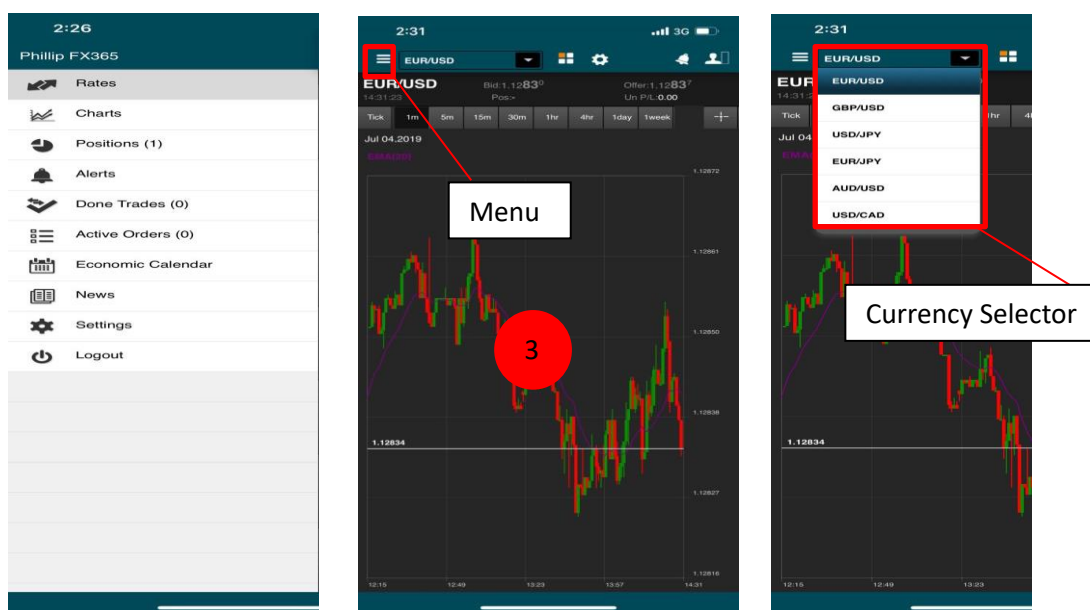 2:26
Phillip FX365
Rates
Charts
Positions (1)
Alerts
Done Trades (0)
Active Orders (0)
Economic Calendar
News
Settings
Logout
2:31
3G
EUR/USD
EUR/USD
Bid:1.1283⁰
Offer:1.1283⁷
14:31:23
Pos:-
Un P/L:0.00
Tick 1m 5m 15m 30m 1hr 4hr 1day 1week
Jul 04.2019
1.12872
Menu
1.12861
1.12850
3
1.12838
1.12834
1.12827
1.12816
12:15 12:49 13:23 13:57 14:31
2:31
EUR/USD
EUR
EUR/USD
14:31:2
GBP/USD
Tick
USD/JPY
Jul 04
EUR/JPY
AUD/USD
USD/CAD
Currency Selector
1.12834
12:15 12:49 13:23